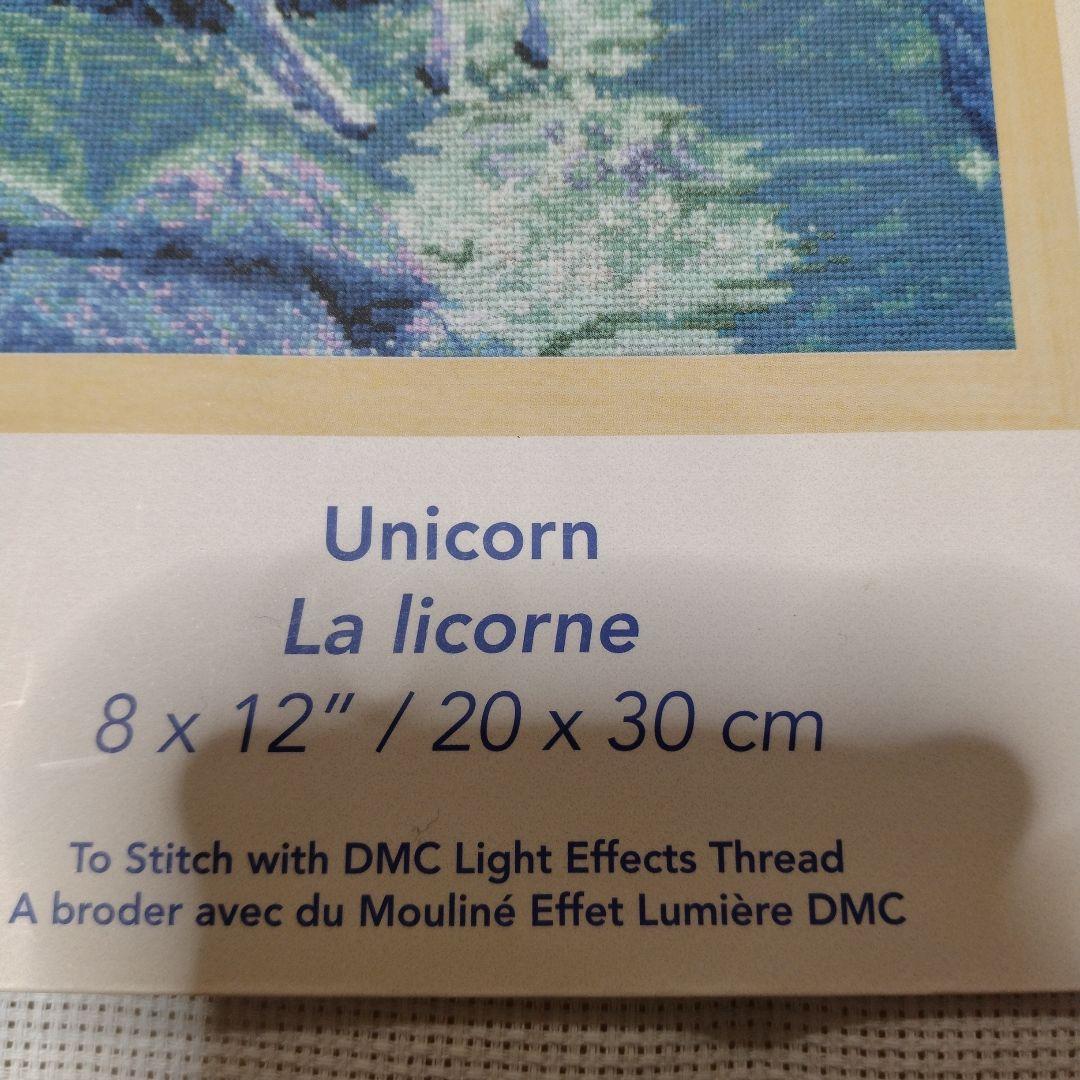 Unicorn
La licorne
8 x 12" / 20 x 30 cm
To Stitch with DMC Light Effects Thread
A broder avec du Mouliné Effet Lumière DMC